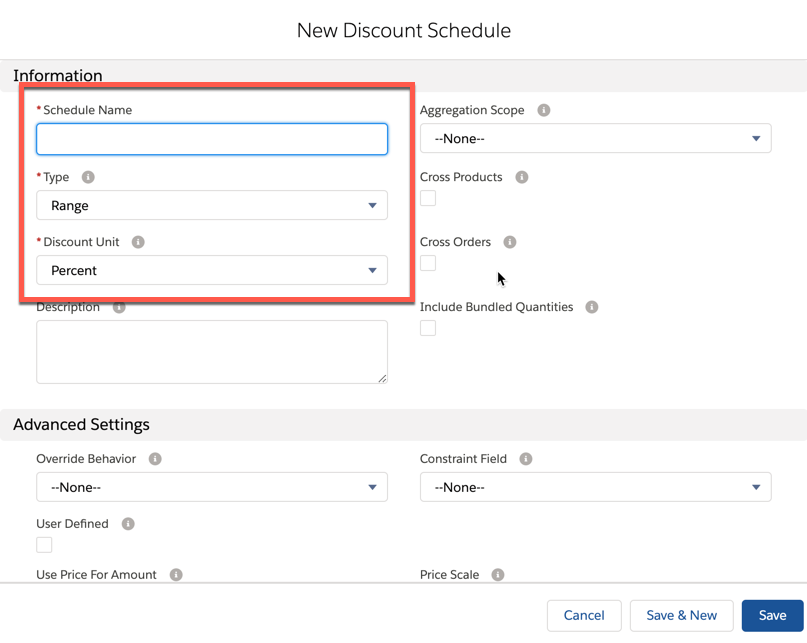 New Discount Schedule
Information
* Schedule Name
Aggregation Scope
--None--
* Type
Range
Cross Products
* Discount Unit
Percent
Cross Orders
Description
Include Bundled Quantities
Advanced Settings
Override Behavior
--None--
Constraint Field
--None--
User Defined
Use Price For Amount
Price Scale
Cancel
Save & New
Save